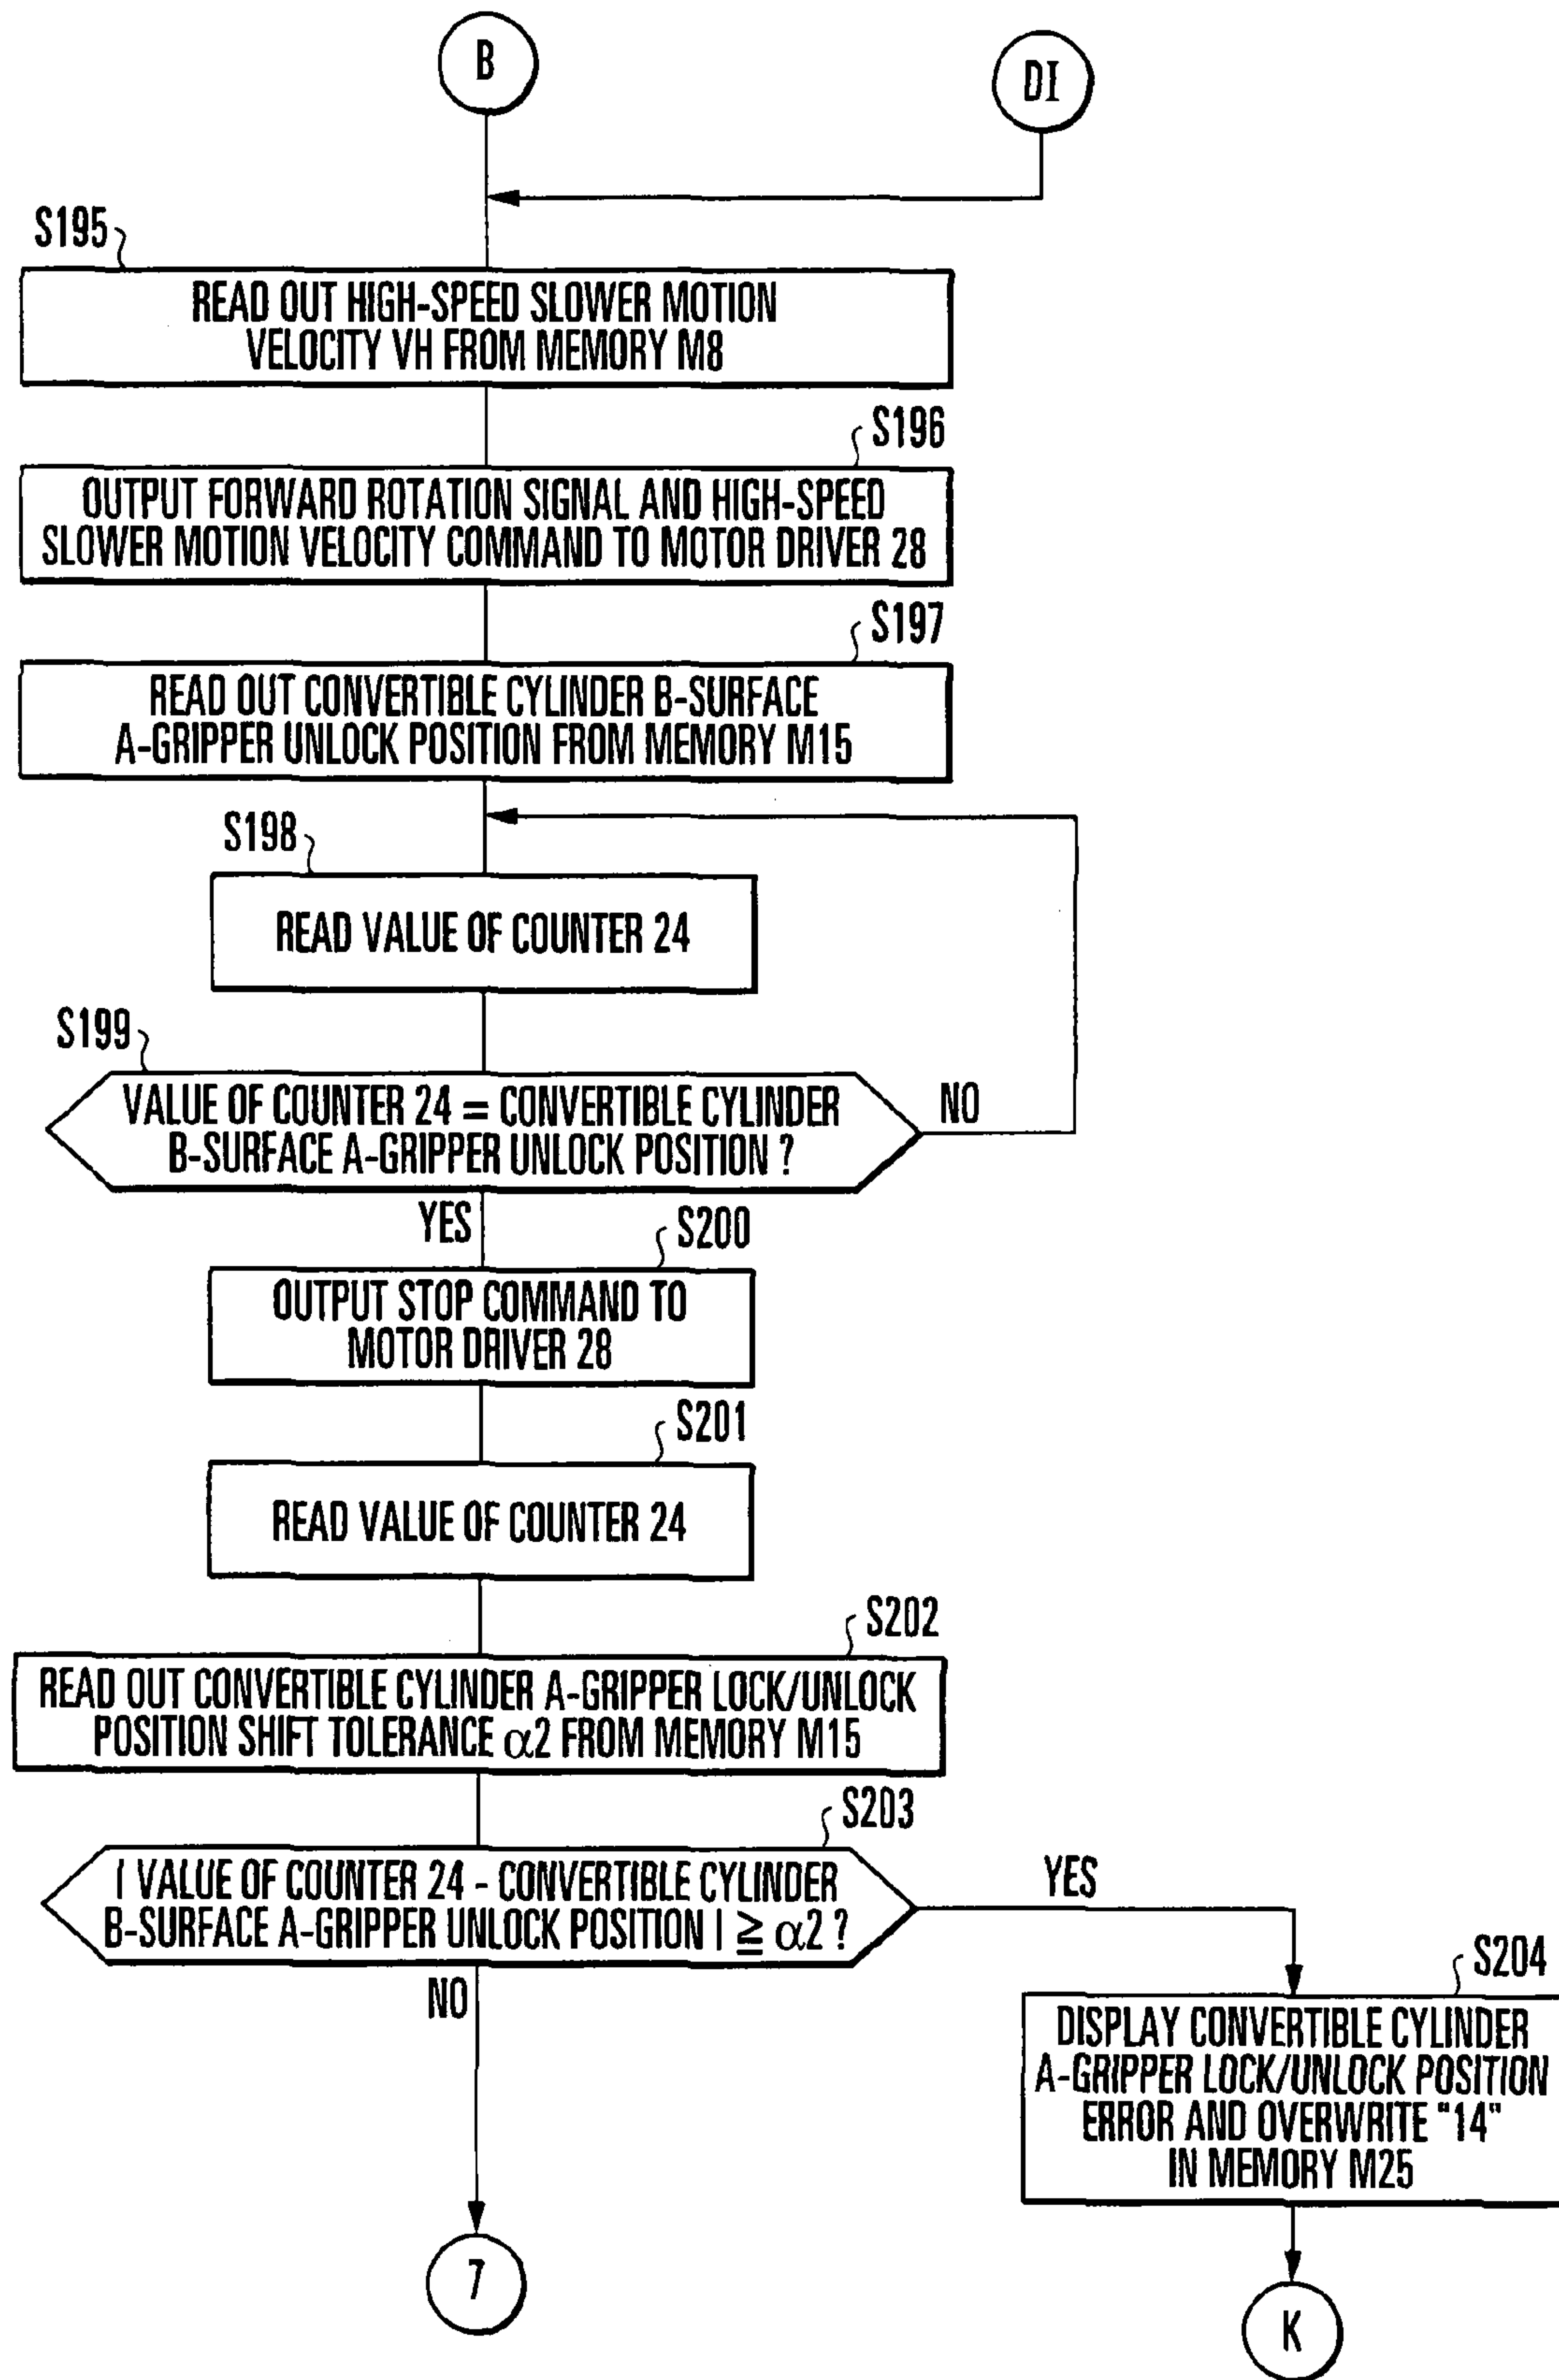 B
DI
S195
READ OUT HIGH-SPEED SLOWER MOTION
VELOCITY VH FROM MEMORY M8
S196
OUTPUT FORWARD ROTATION SIGNAL AND HIGH-SPEED
SLOWER MOTION VELOCITY COMMAND TO MOTOR DRIVER 28
S197
READ OUT CONVERTIBLE CYLINDER B-SURFACE
A-GRIPPER UNLOCK POSITION FROM MEMORY M15
S198
READ VALUE OF COUNTER 24
S199
VALUE OF COUNTER 24 = CONVERTIBLE CYLINDER
B-SURFACE A-GRIPPER UNLOCK POSITION ?
NO
YES
S200
OUTPUT STOP COMMAND TO
MOTOR DRIVER 28
S201
READ VALUE OF COUNTER 24
S202
READ OUT CONVERTIBLE CYLINDER A-GRIPPER LOCK/UNLOCK
POSITION SHIFT TOLERANCE α2 FROM MEMORY M15
S203
| VALUE OF COUNTER 24 - CONVERTIBLE CYLINDER
B-SURFACE A-GRIPPER UNLOCK POSITION | ≧ α2 ?
YES
NO
S204
DISPLAY CONVERTIBLE CYLINDER
A-GRIPPER LOCK/UNLOCK POSITION
ERROR AND OVERWRITE "14"
IN MEMORY M25
7
K